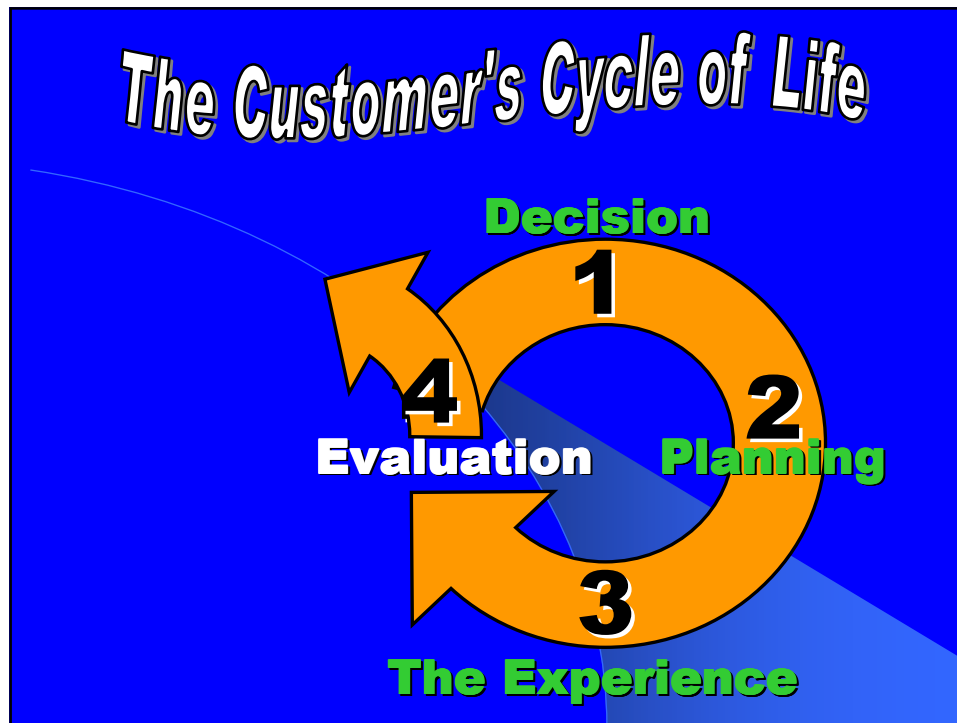 The Customer's Cycle of Life
Decision
1
2
Planning
3
The Experience
4
Evaluation